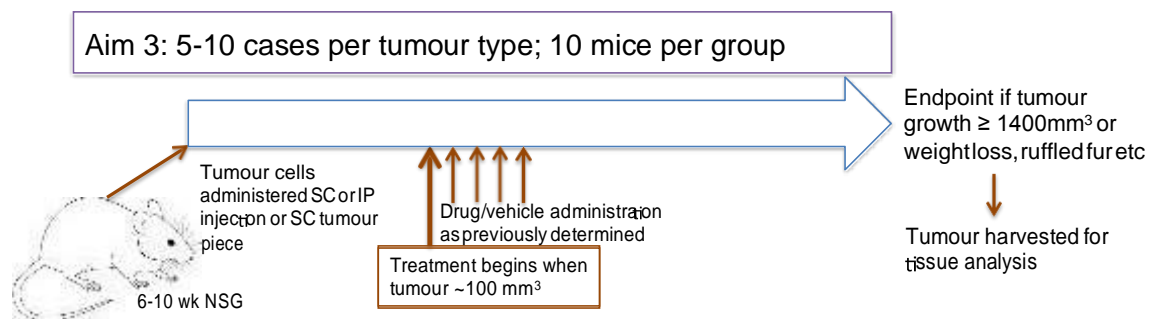 Aim 3: 5-10 cases per tumour type; 10 mice per group
Endpoint if tumour
growth ≥ 1400mm³ or
weight loss, ruffled fur etc
Tumour cells
administered SC or IP
injection or SC tumour
piece
Drug/vehicle administration
as previously determined
Treatment begins when
tumour ~100 mm³
6-10 wk NSG
Tumour harvested for
tissue analysis